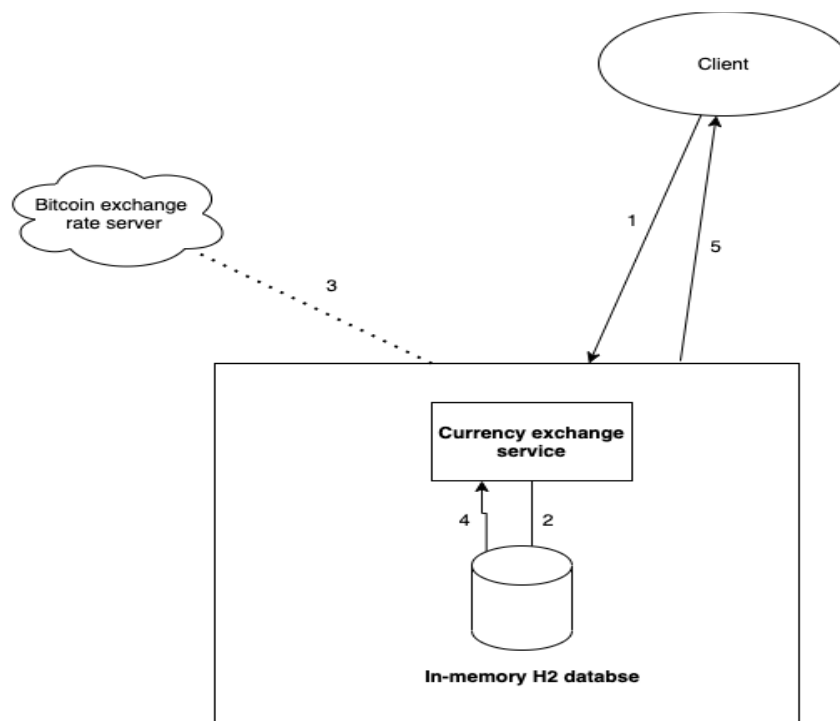 Client
Bitcoin exchange
rate server
1
5
3
Currency exchange
service
4
2
In-memory H2 databse